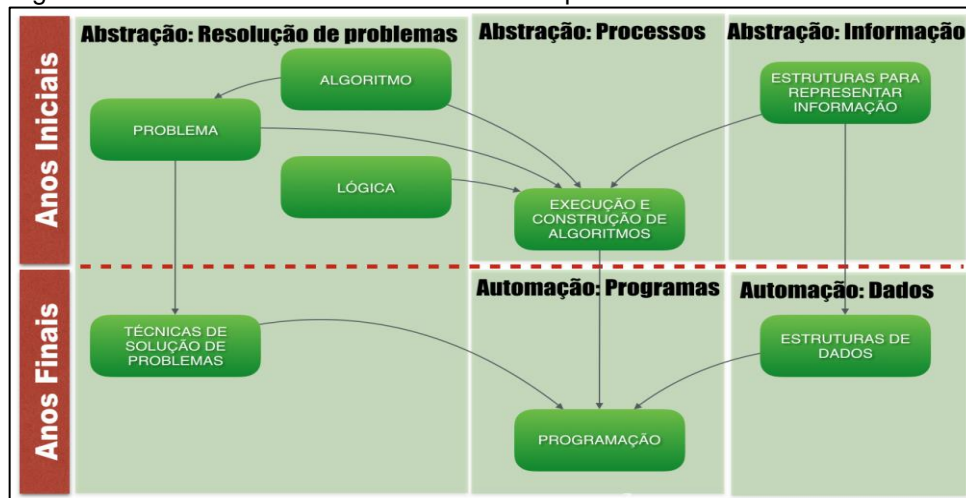 Abstração: Resolução de problemas
Abstração: Processos
Abstração: Informação
Anos Iniciais
ALGORITMO
PROBLEMA
LÓGICA
EXECUÇÃO E
CONSTRUÇÃO DE
ALGORITMOS
ESTRUTURAS PARA
REPRESENTAR
INFORMAÇÃO
Anos Finais
Automação: Programas
Automação: Dados
TÉCNICAS DE
SOLUÇÃO DE
PROBLEMAS
ESTRUTURAS DE
DADOS
PROGRAMAÇÃO